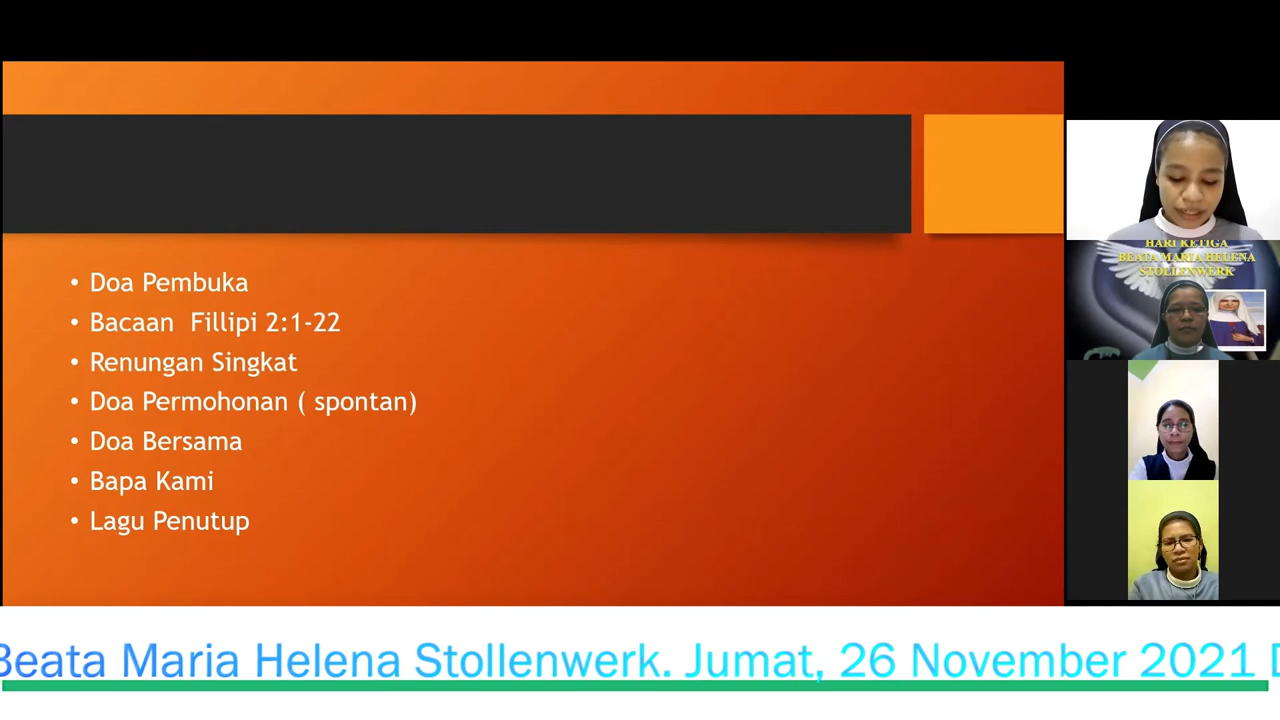 Doa Pembuka
Bacaan Fillipi 2:1-22
Renungan Singkat
Doa Permohonan ( spontan)
Doa Bersama
Bapa Kami
Lagu Penutup
HARI KETIGA
BEATA MARIA HELENA
STOLLENWERK
Beata Maria Helena Stollenwerk. Jumat, 26 November 2021 D